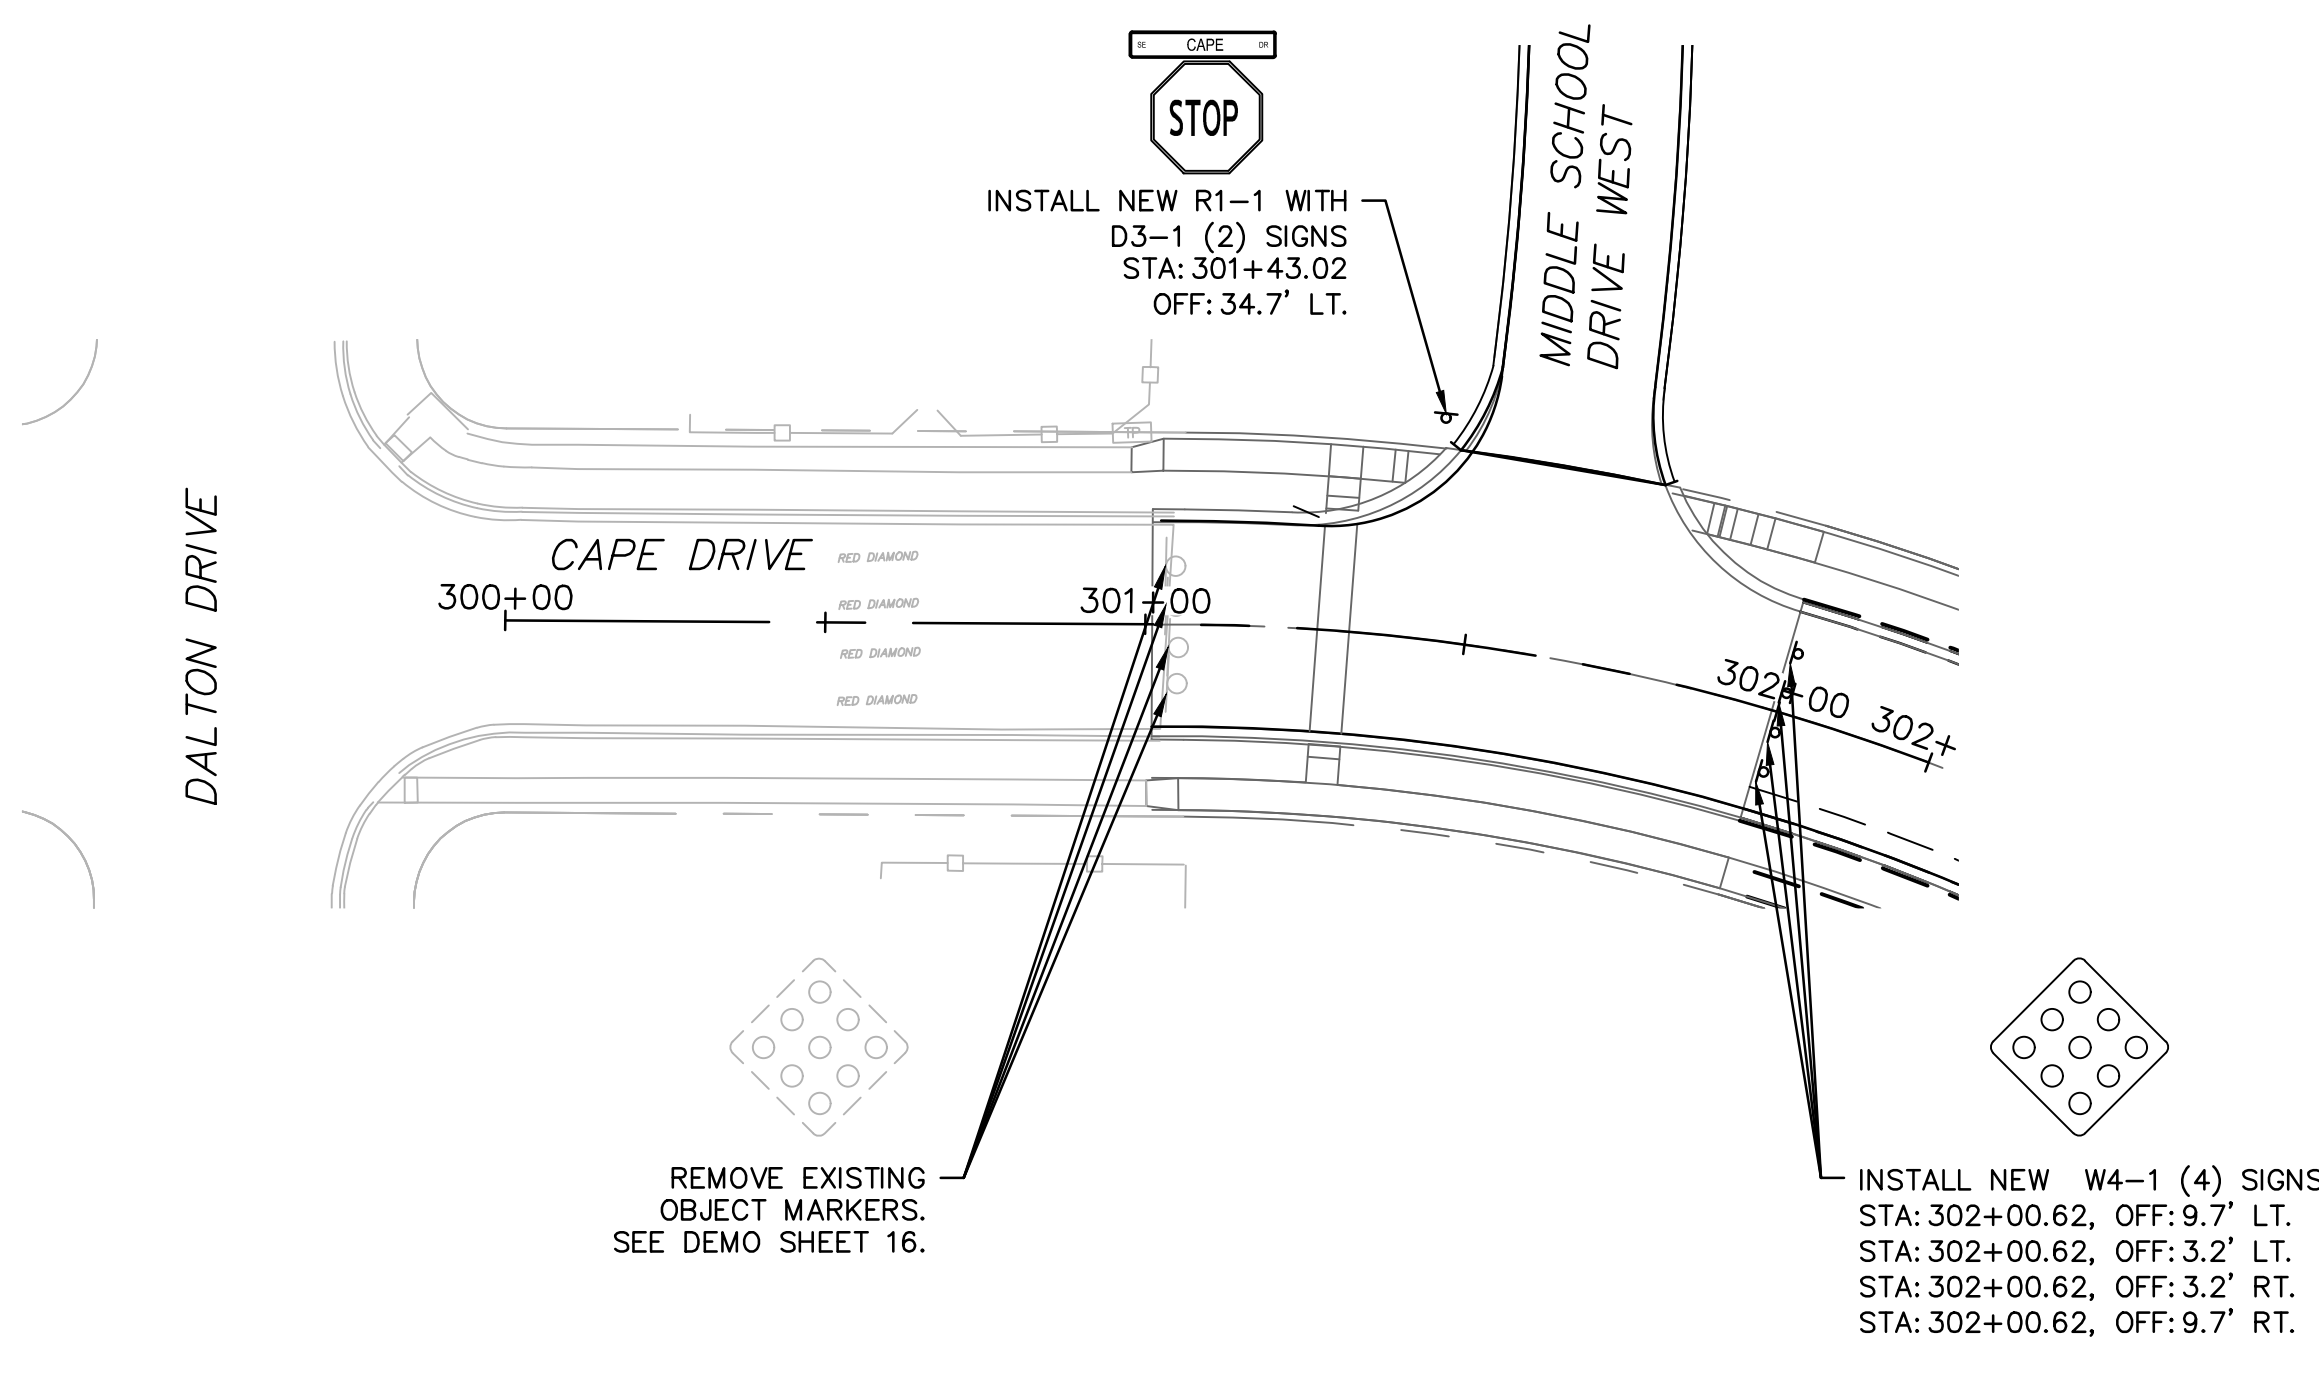 SE CAPE DR
STOP
INSTALL NEW R1-1 WITH
D3-1 (2) SIGNS
STA: 301+43.02
OFF: 34.7' LT.
MIDDLE SCHOOL
DRIVE WEST
TP
DALTON DRIVE
CAPE DRIVE
RED DIAMOND
RED DIAMOND
RED DIAMOND
RED DIAMOND
300+00
301+00
302+00
302+
REMOVE EXISTING
OBJECT MARKERS.
SEE DEMO SHEET 16.
INSTALL NEW W4-1 (4) SIGNS
STA: 302+00.62, OFF: 9.7' LT.
STA: 302+00.62, OFF: 3.2' LT.
STA: 302+00.62, OFF: 3.2' RT.
STA: 302+00.62, OFF: 9.7' RT.